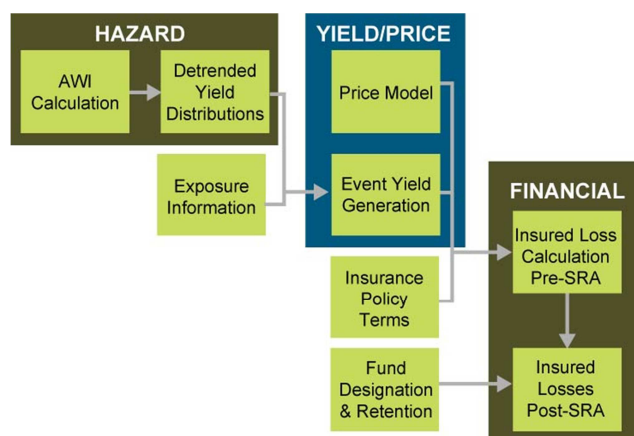 HAZARD
AWI
Calculation
Detrended
Yield
Distributions
Exposure
Information
YIELD/PRICE
Price Model
Event Yield
Generation
Insurance
Policy
Terms
Fund
Designation
& Retention
FINANCIAL
Insured Loss
Calculation
Pre-SRA
Insured
Losses
Post-SRA